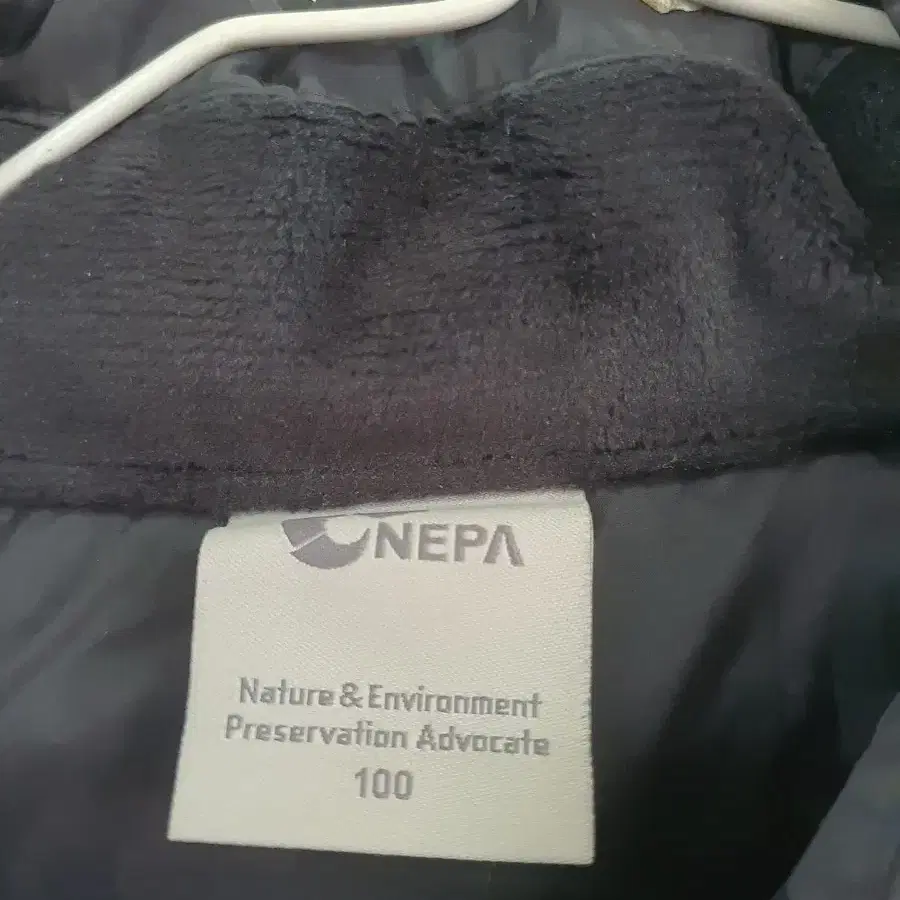 NEPA
Nature & Environment
Preservation Advocate
100